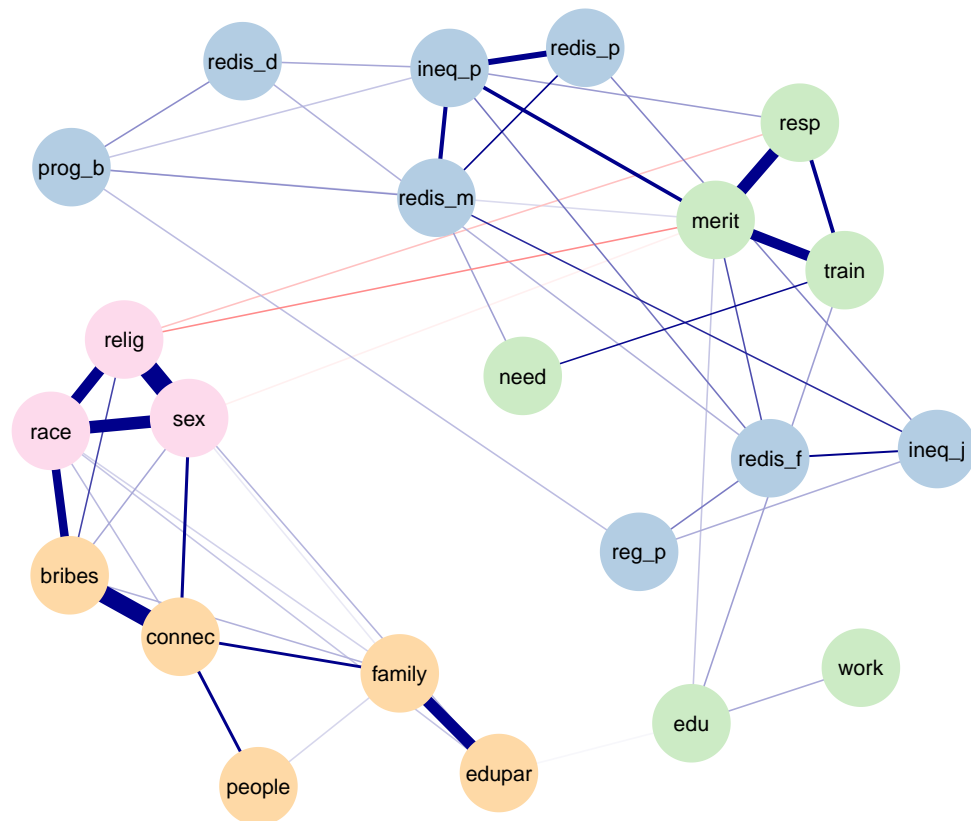 redis_d
ineq_p
redis_p
resp
prog_b
redis_m
merit
train
relig
need
race
sex
redis_f
ineq_j
reg_p
bribes
connec
family
work
edu
people
edupar